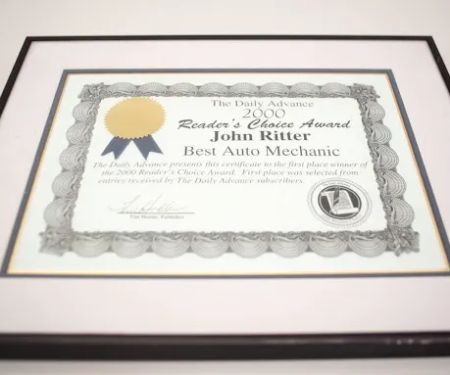 The Daily Advance
2000
Reader's Choice Award
John Ritter
Best Auto Mechanic
The Daily Advance presents this certificate to the first place winner of
the 2000 Reader's Choice Award. First place was selected from
entries received by The Daily Advance subscribers.
Publisher